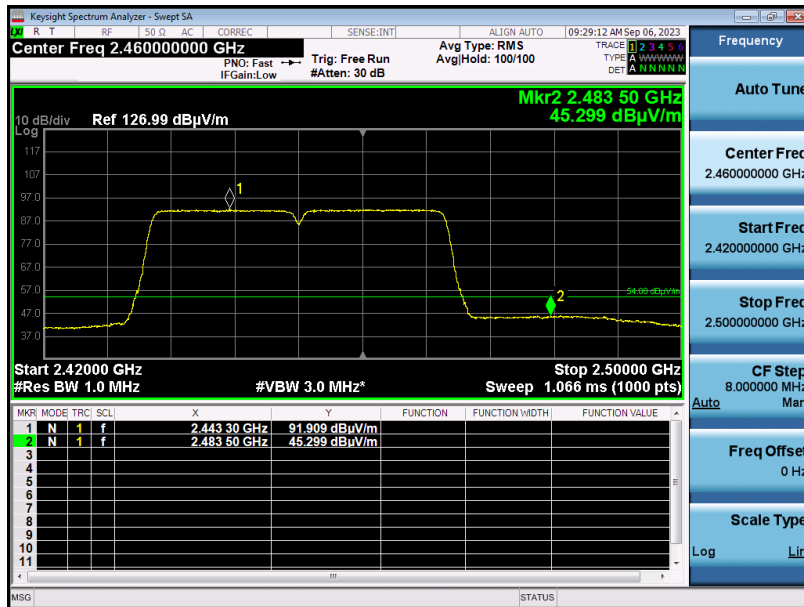 Keysight Spectrum Analyzer - Swept SA
LXI R T RF 50 Ω AC CORREC SENSE:INT ALIGN AUTO 09:29:12 AM Sep 06, 2023
Center Freq 2.460000000 GHz
PNO: Fast
IFGain:Low
Trig: Free Run
#Atten: 30 dB
Avg Type: RMS
Avg|Hold: 100/100
TRACE 1 2 3 4 5 6
TYPE A WWWWW
DET A N N N N N
Mkr2 2.483 50 GHz
45.299 dBµV/m
10 dB/div Ref 126.99 dBµV/m
Log
117
107
97.0
87.0
77.0
67.0
57.0
47.0
37.0
1
2
54.00 dBµV/m
Start 2.42000 GHz Stop 2.50000 GHz
#Res BW 1.0 MHz #VBW 3.0 MHz* Sweep 1.066 ms (1000 pts)
MKR MODE TRC SCL X Y FUNCTION FUNCTION WIDTH FUNCTION VALUE
1 N 1 f 2.443 30 GHz 91.909 dBµV/m
2 N 1 f 2.483 50 GHz 45.299 dBµV/m
3
4
5
6
7
8
9
10
11
MSG STATUS
Frequency
Auto Tune
Center Freq
2.460000000 GHz
Start Freq
2.420000000 GHz
Stop Freq
2.500000000 GHz
CF Step
8.000000 MHz
Auto Man
Freq Offset
0 Hz
Scale Type
Log Lin